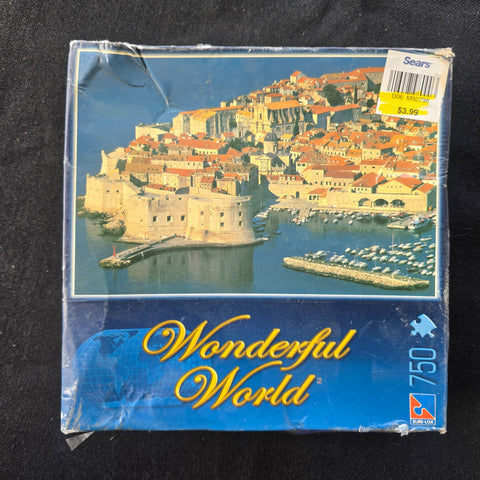 Sears
$3.99
Wonderful
World
750
SURE-LOX